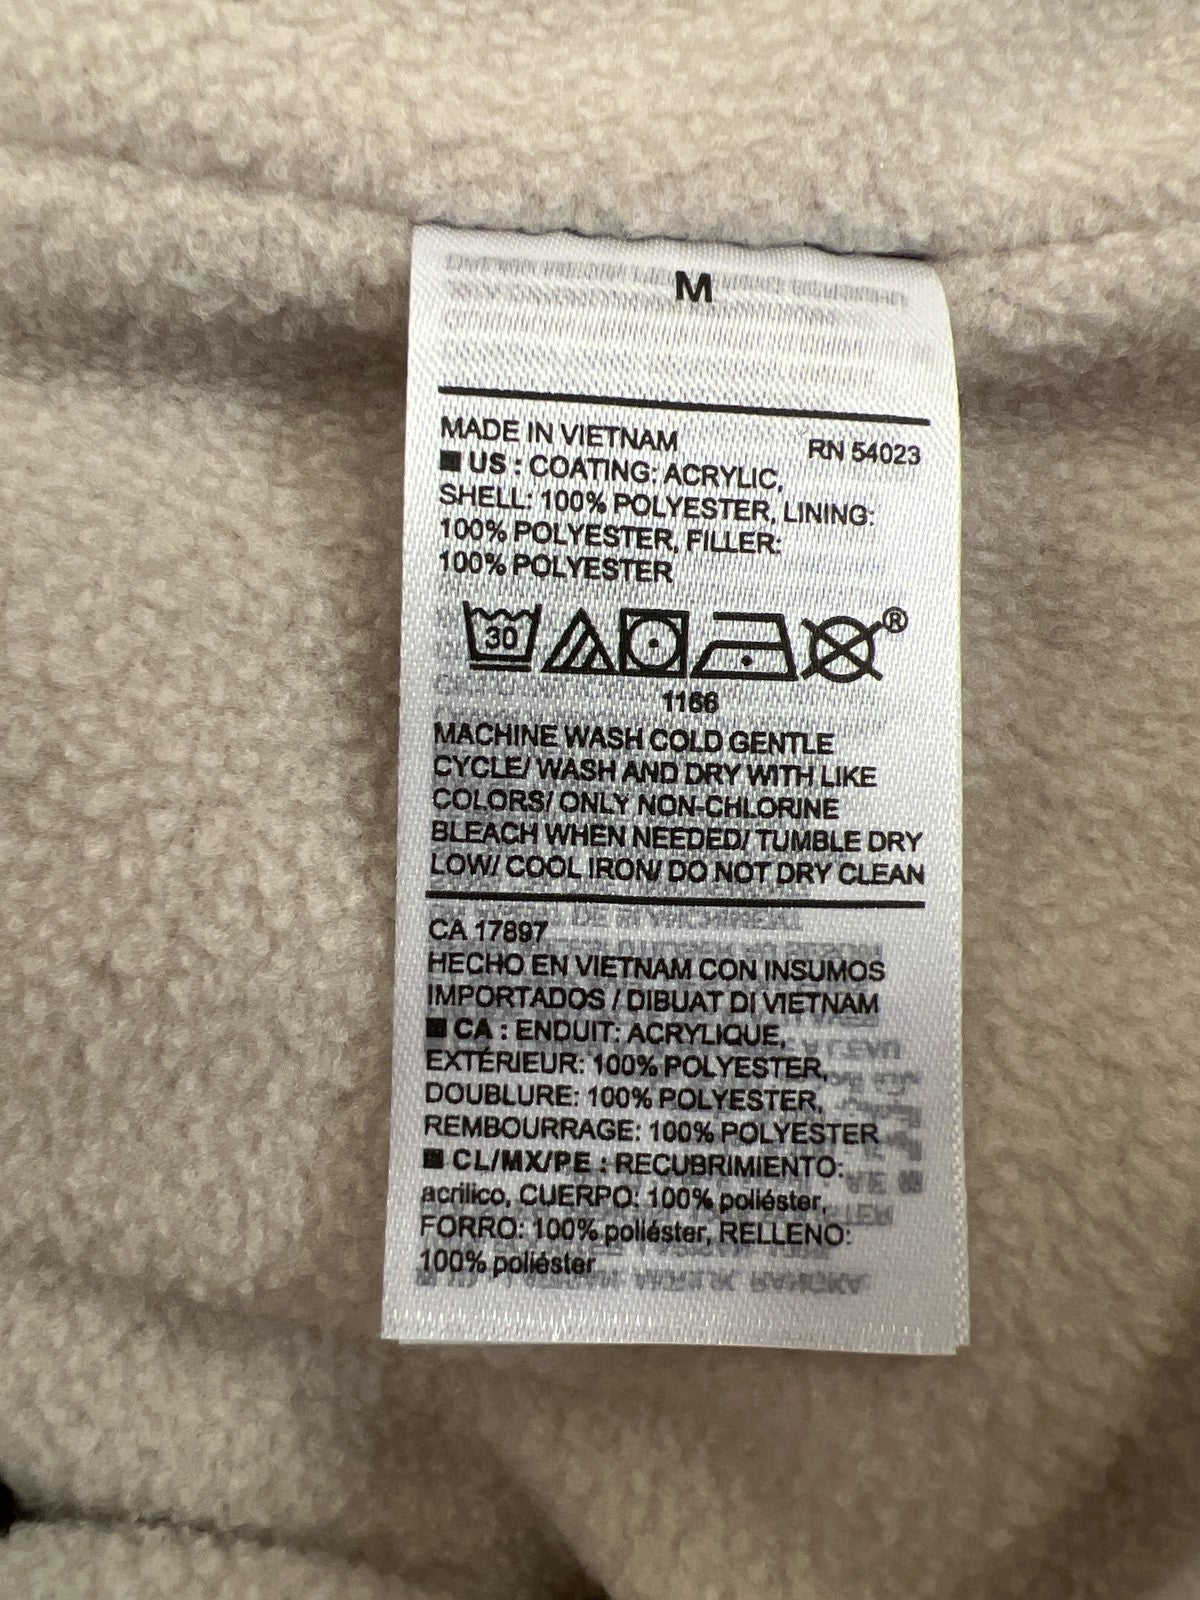 M
MADE IN VIETNAM RN 54023
US : COATING: ACRYLIC,
SHELL: 100% POLYESTER, LINING:
100% POLYESTER, FILLER:
100% POLYESTER
30 ®
1166
MACHINE WASH COLD GENTLE
CYCLE/ WASH AND DRY WITH LIKE
COLORS/ ONLY NON-CHLORINE
BLEACH WHEN NEEDED/ TUMBLE DRY
LOW/ COOL IRON/ DO NOT DRY CLEAN
CA 17897
HECHO EN VIETNAM CON INSUMOS
IMPORTADOS / DIBUAT DI VIETNAM
CA : ENDUIT: ACRYLIQUE,
EXTÉRIEUR: 100% POLYESTER,
DOUBLURE: 100% POLYESTER,
REMBOURRAGE: 100% POLYESTER
CL/MX/PE : RECUBRIMIENTO:
acrilico, CUERPO: 100% poliéster,
FORRO: 100% poliéster, RELLENO:
100% poliéster